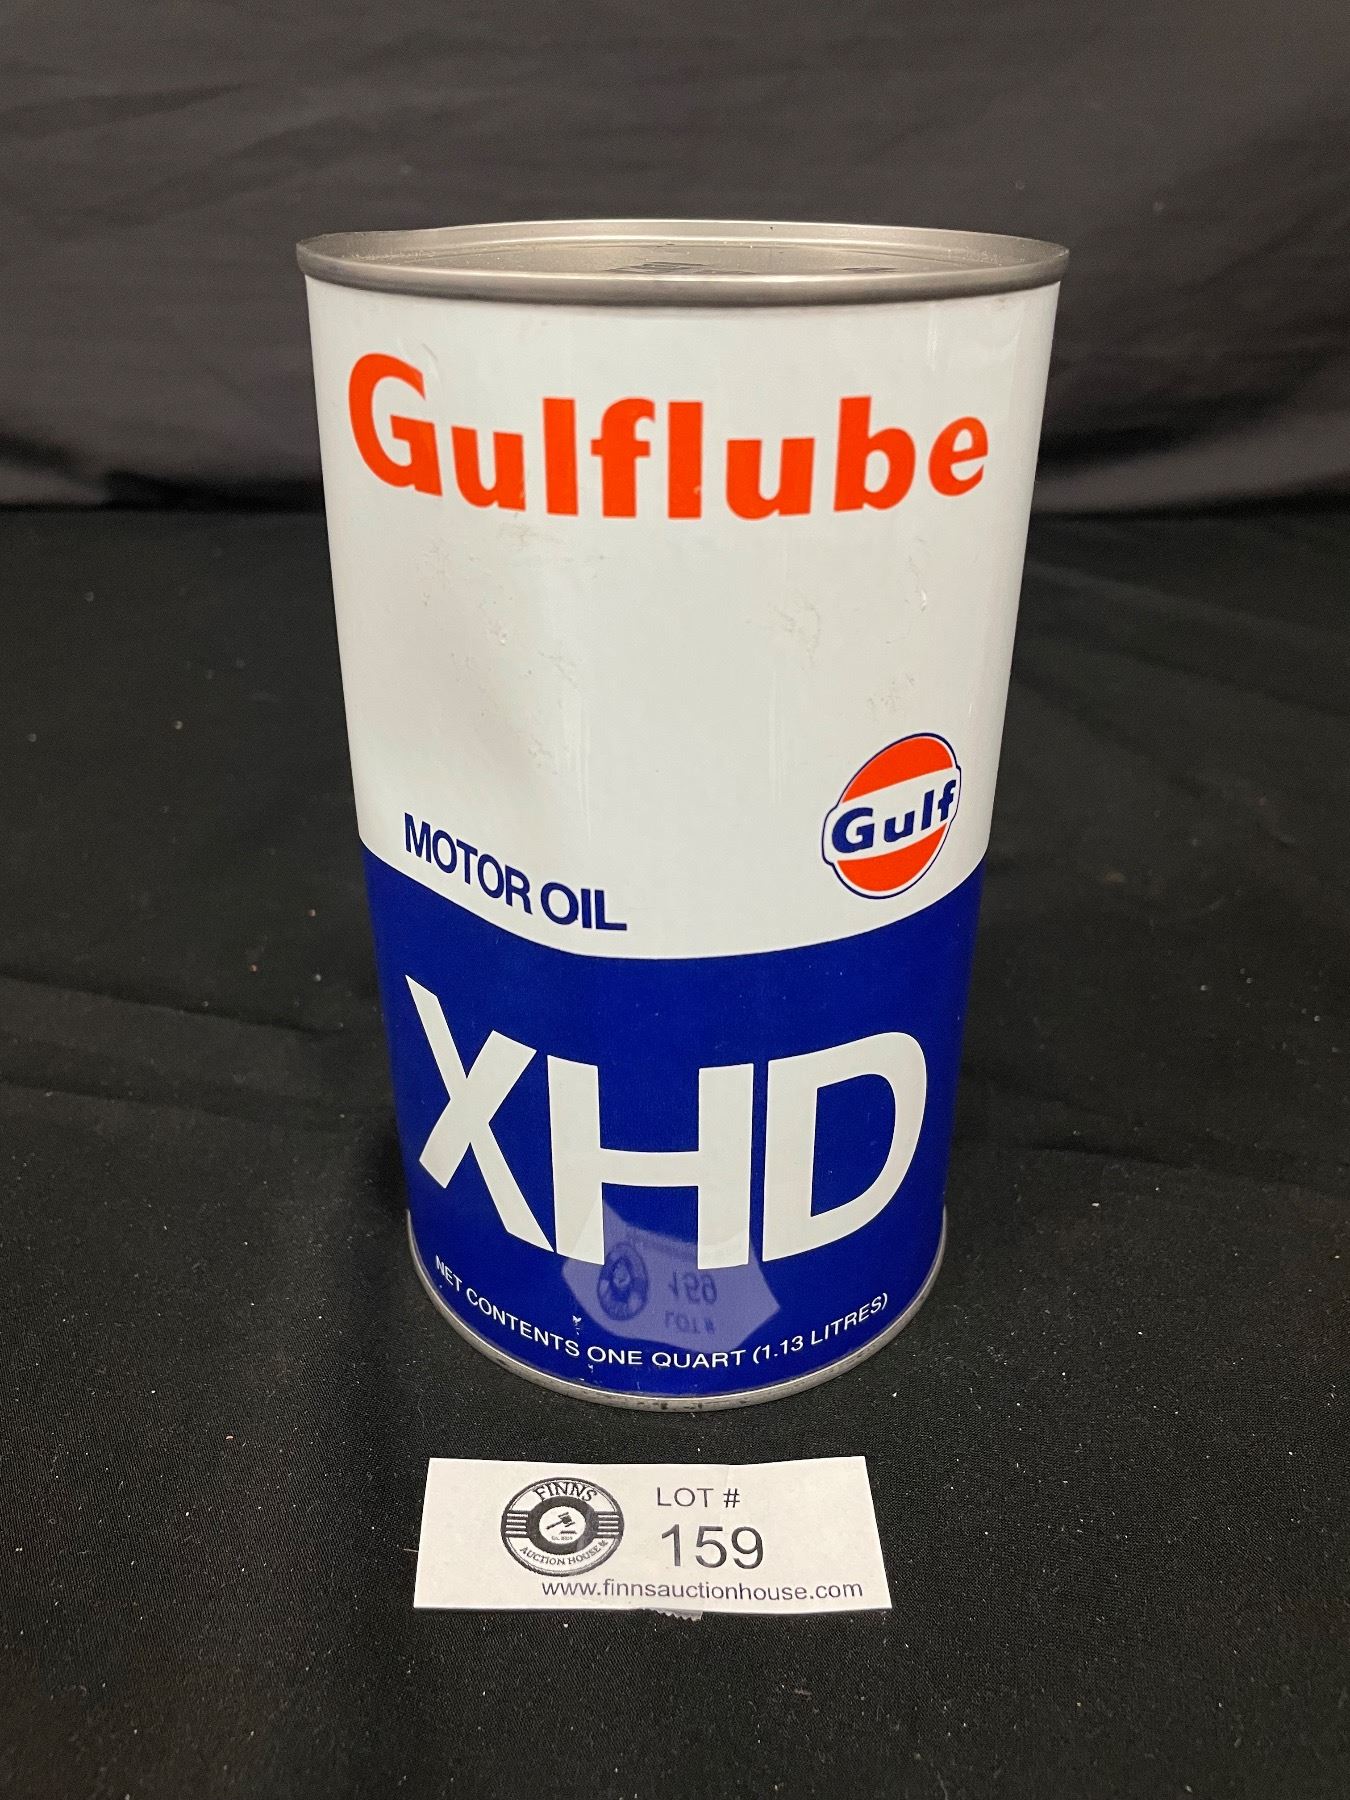 Gulflube
Gulf
MOTOR OIL
XHD
NET CONTENTS ONE QUART (1.13 LITRES)
FINNS
AUCTION HOUSE
LOT #
159
www.finnsauctionhouse.com